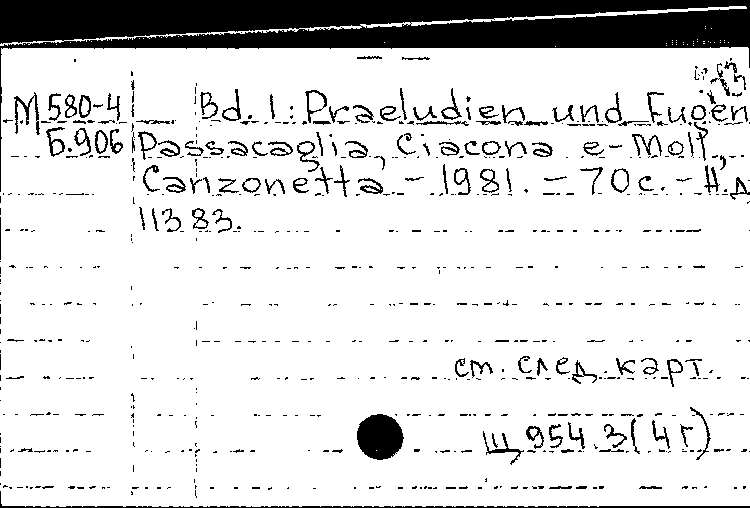 М 580-4
Б.906
Bd. 1: Praeludien und Fugen
Passacaglia, Ciacona e-Moll,
Canzonetta - 1981. - 70 с. - Н.д
11383.
см. след. карт.
Щ 954.3(4Г)